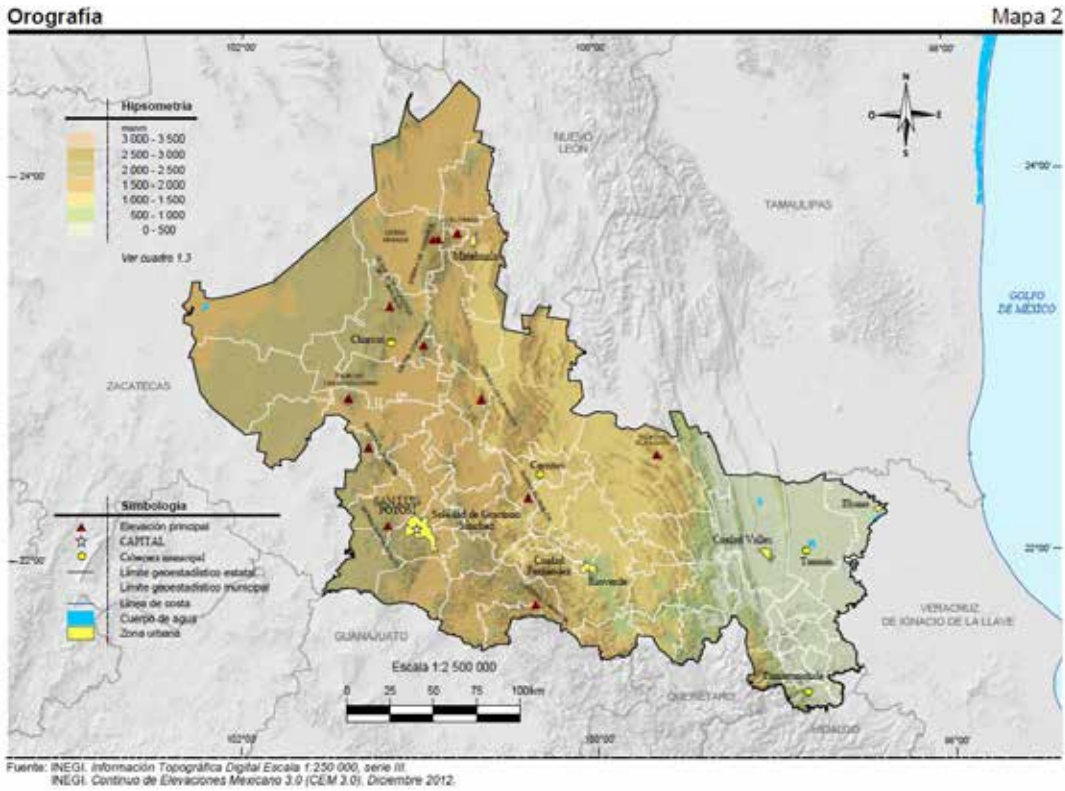 Orografía
Mapa 2
102°00'
100°00'
98°00'
Hipsometría
msnm
3 000 - 3 500
2 500 - 3 000
2 000 - 2 500
1 500 - 2 000
1 000 - 1 500
500 - 1 000
0 - 500
Ver cuadro 1.3
N
O
E
S
NUEVO
LEÓN
24°00'
24°00'
TAMAULIPAS
Matehuala
GOLFO
DE MÉXICO
Charcas
ZACATECAS
Cárdenas
SAN LUIS
POTOSÍ
Soledad de Graciano
Sánchez
Ébano
Ciudad Valles
Tamuín
Ciudad
Fernández
Rioverde
22°00'
22°00'
Simbología
Elevación principal
CAPITAL
Cabecera municipal
Límite geoestadístico estatal
Límite geoestadístico municipal
Línea de costa
Cuerpo de agua
Zona urbana
VERACRUZ
DE IGNACIO DE LA LLAVE
GUANAJUATO
Escala 1:2 500 000
0 25 50 75 100km
QUERÉTARO
Tamazunchale
HIDALGO
102°00'
100°00'
98°00'
Fuente: INEGI. Información Topográfica Digital Escala 1:250 000, serie III.
INEGI. Continuo de Elevaciones Mexicano 3.0 (CEM 3.0). Diciembre 2012.